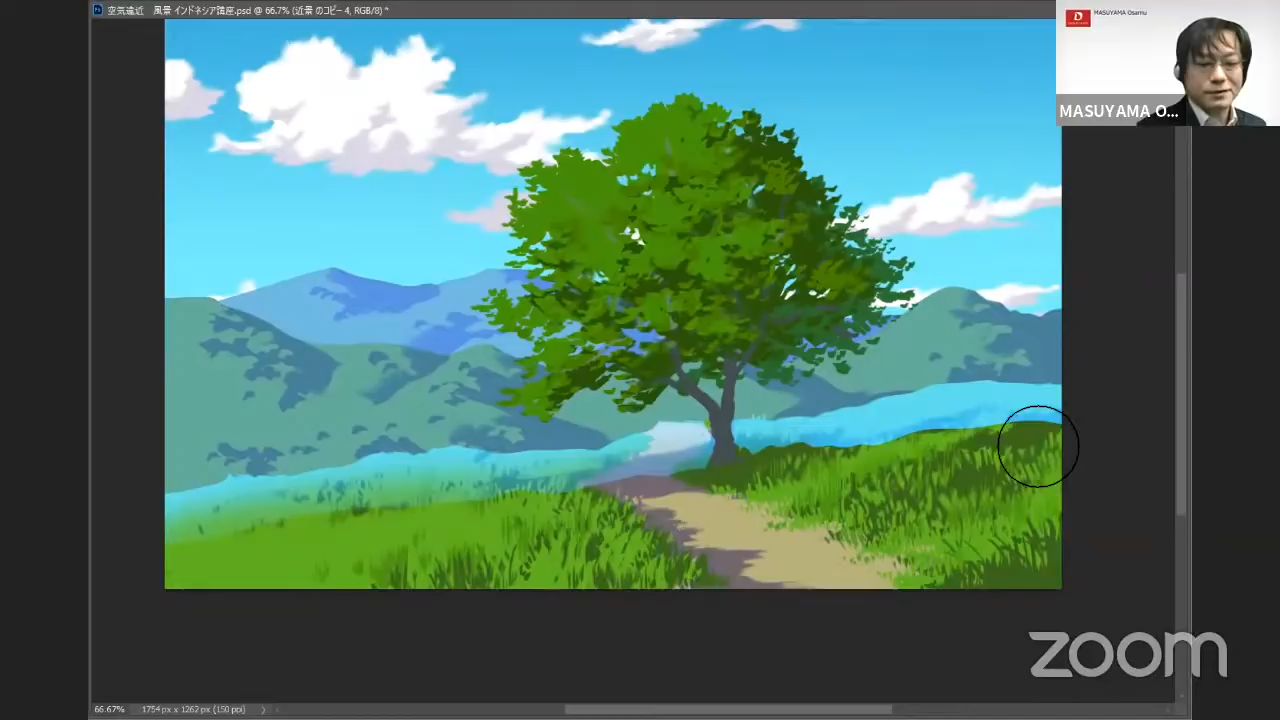 Ps 空気遠近 風景 インドネシア講座.psd @ 66.7% (近景 のコピー 4, RGB/8) *
D
MASUYAMA Osamu
MASUYAMA O...
zoom
66.67% 1754 px x 1262 px (150 ppi)